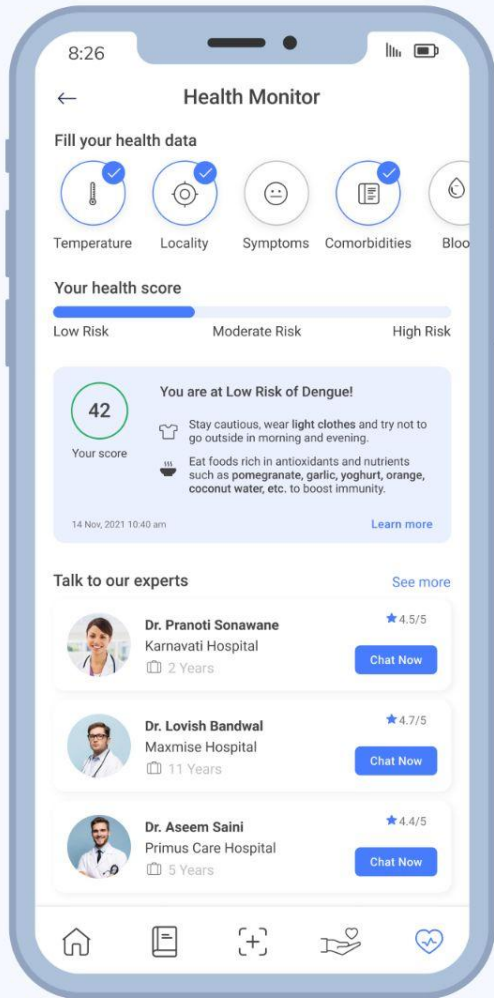 8:26
Health Monitor
Fill your health data
Temperature Locality Symptoms Comorbidities Bloo
Your health score
Low Risk Moderate Risk High Risk
You are at Low Risk of Dengue!
42
Your score
Stay cautious, wear light clothes and try not to
go outside in morning and evening.
Eat foods rich in antioxidants and nutrients
such as pomegranate, garlic, yoghurt, orange,
coconut water, etc. to boost immunity.
14 Nov, 2021 10:40 am Learn more
Talk to our experts See more
Dr. Pranoti Sonawane 4.5/5
Karnavati Hospital
2 Years Chat Now
Dr. Lovish Bandwal 4.7/5
Maxmise Hospital
11 Years Chat Now
Dr. Aseem Saini 4.4/5
Primus Care Hospital
5 Years Chat Now